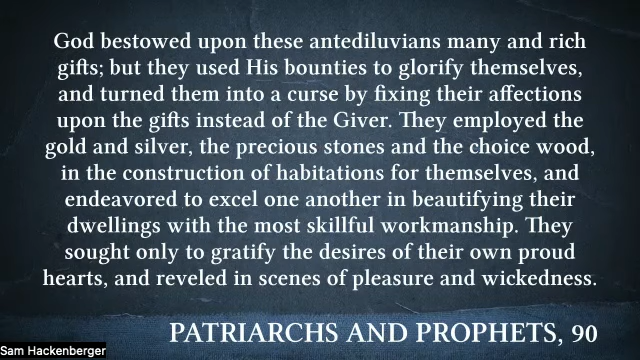 God bestowed upon these antediluvians many and rich
gifts; but they used His bounties to glorify themselves,
and turned them into a curse by fixing their affections
upon the gifts instead of the Giver. They employed the
gold and silver, the precious stones and the choice wood,
in the construction of habitations for themselves, and
endeavored to excel one another in beautifying their
dwellings with the most skillful workmanship. They
sought only to gratify the desires of their own proud
hearts, and reveled in scenes of pleasure and wickedness.
PATRIARCHS AND PROPHETS, 90
Sam Hackenberger